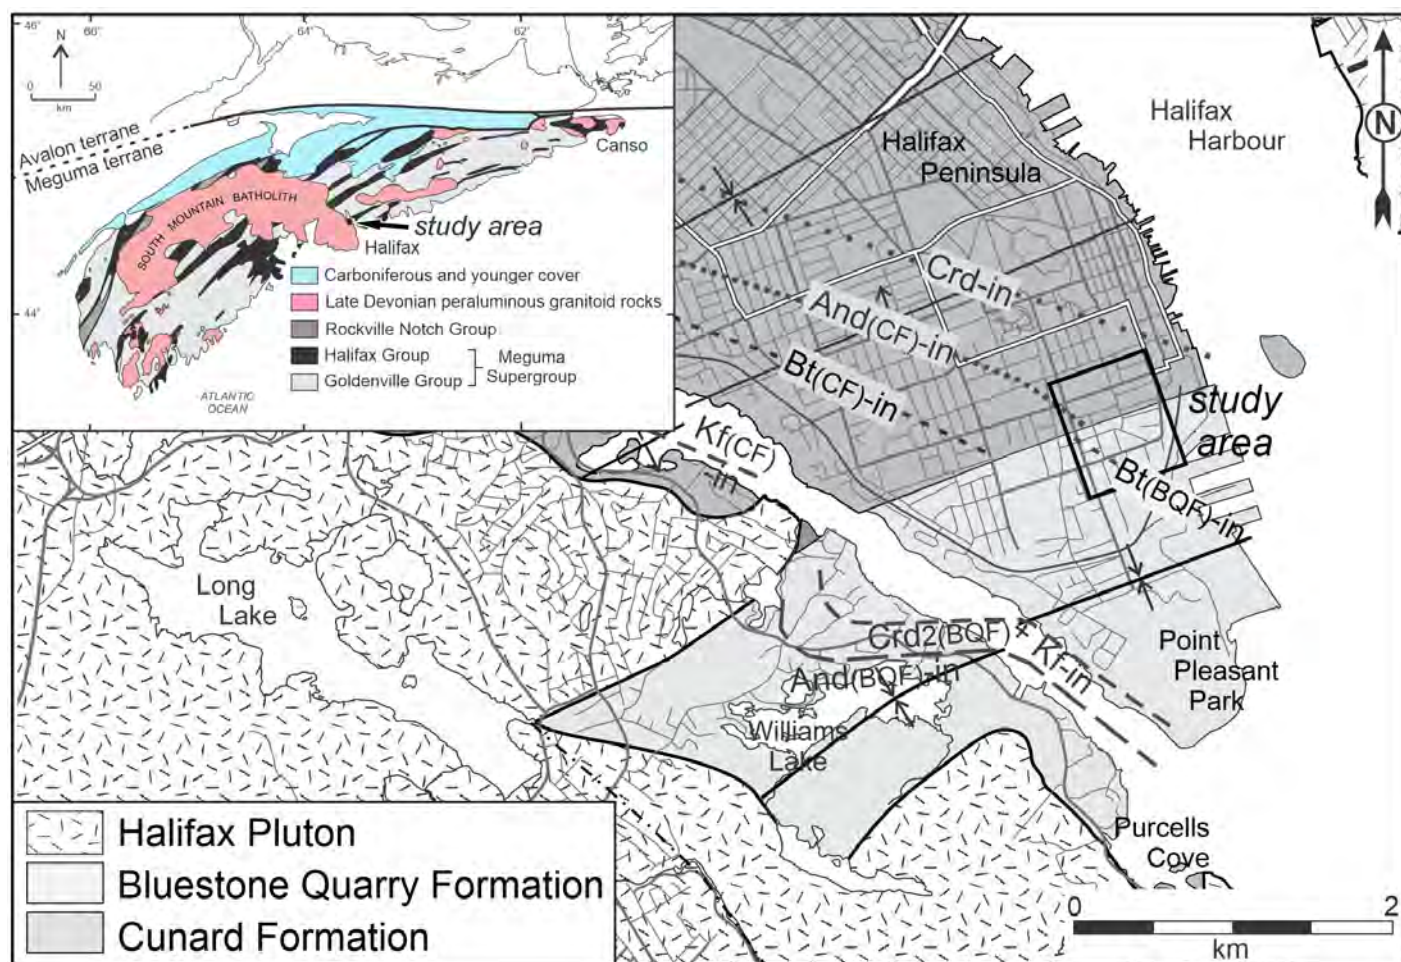 46°
66°
64°
62°
N
0
50
km
Avalon terrane
Meguma terrane
Canso
SOUTH MOUNTAIN BATHOLITH
study area
Halifax
Carboniferous and younger cover
Late Devonian peraluminous granitoid rocks
Rockville Notch Group
Halifax Group
Goldenville Group
Meguma
Supergroup
44°
ATLANTIC
OCEAN
Halifax
Harbour
N
Halifax
Peninsula
Crd-in
And(CF)-in
Bt(CF)-in
Kf(CF)
-in
study
area
Bt(BQF)-in
Long
Lake
Crd2(BQF) + Kf-in
And(BQF)-in
Williams
Lake
Point
Pleasant
Park
Purcells
Cove
Halifax Pluton
Bluestone Quarry Formation
Cunard Formation
0
2
km